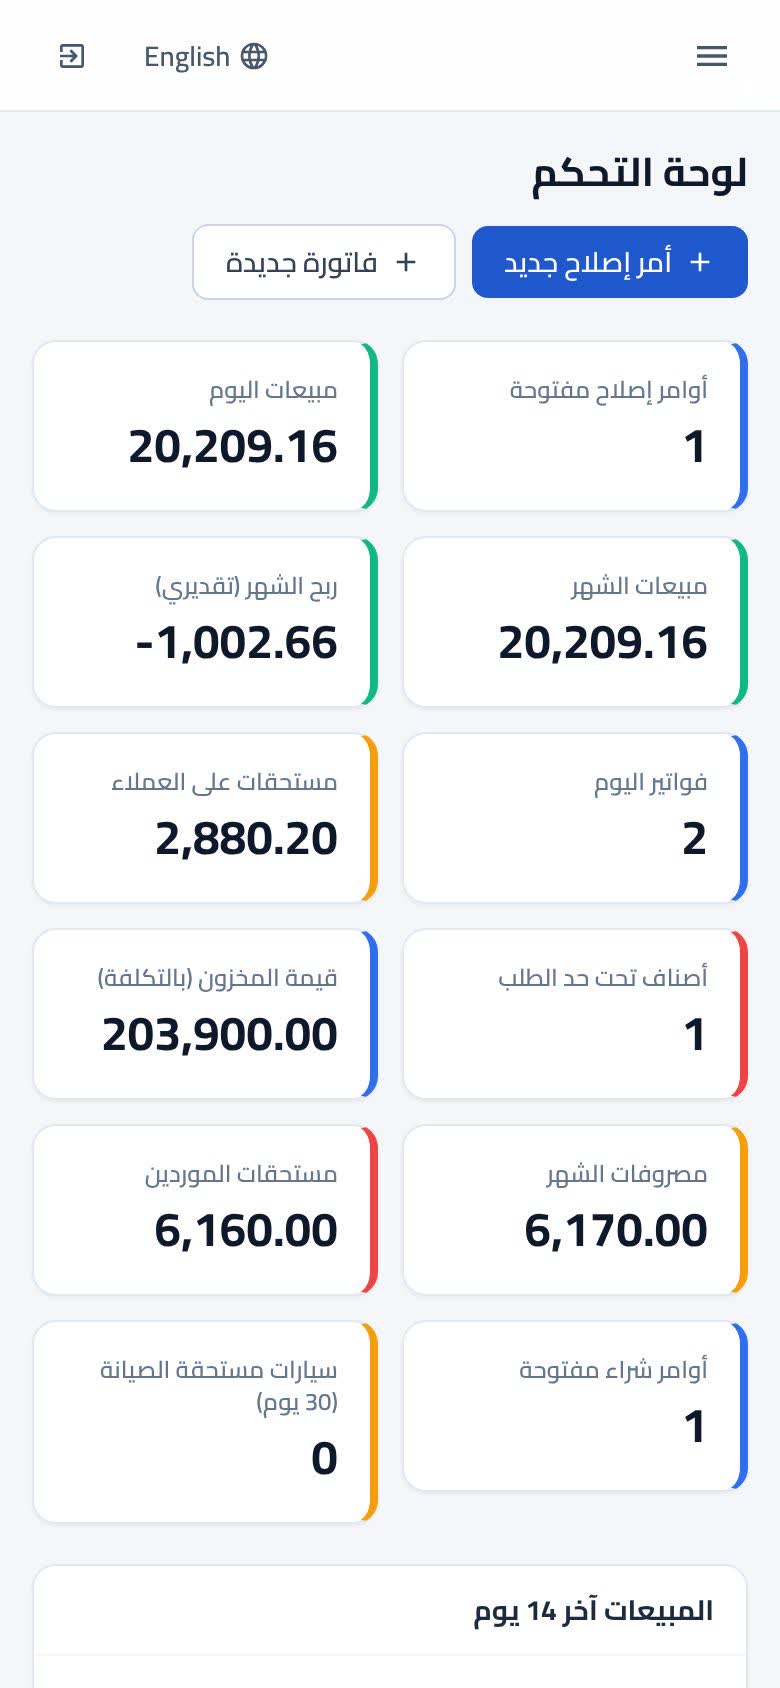 English
لوحة التحكم
+ أمر إصلاح جديد
+ فاتورة جديدة
أوامر إصلاح مفتوحة
1
مبيعات اليوم
20,209.16
مبيعات الشهر
20,209.16
ربح الشهر (تقديري)
-1,002.66
فواتير اليوم
2
مستحقات على العملاء
2,880.20
أصناف تحت حد الطلب
1
قيمة المخزون (بالتكلفة)
203,900.00
مصروفات الشهر
6,170.00
مستحقات الموردين
6,160.00
أوامر شراء مفتوحة
1
سيارات مستحقة الصيانة
(30 يوم)
0
المبيعات آخر 14 يوم